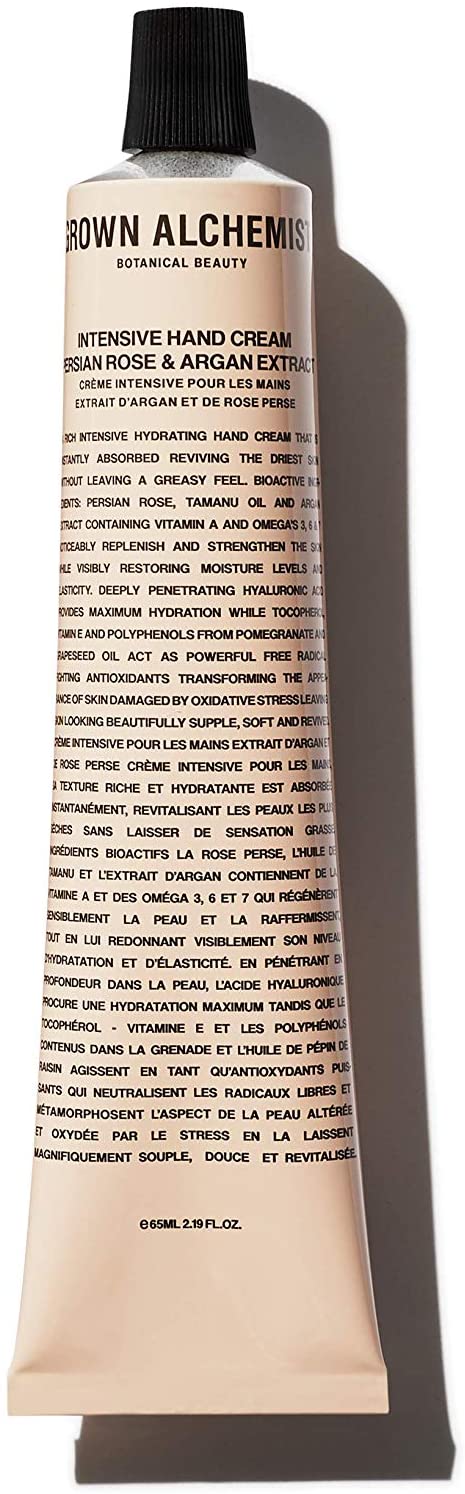 GROWN ALCHEMIST
BOTANICAL BEAUTY
INTENSIVE HAND CREAM
PERSIAN ROSE & ARGAN EXTRACT
CRÈME INTENSIVE POUR LES MAINS
EXTRAIT D'ARGAN ET DE ROSE PERSE
A RICH INTENSIVE HYDRATING HAND CREAM THAT IS
INSTANTLY ABSORBED REVIVING THE DRIEST SKIN
WITHOUT LEAVING A GREASY FEEL. BIOACTIVE INGR-
EDIENTS: PERSIAN ROSE, TAMANU OIL AND ARGAN
EXTRACT CONTAINING VITAMIN A AND OMEGA'S 3, 6 & 7
NOTICEABLY REPLENISH AND STRENGTHEN THE SKIN
WHILE VISIBLY RESTORING MOISTURE LEVELS AND
ELASTICITY. DEEPLY PENETRATING HYALURONIC ACID
PROVIDES MAXIMUM HYDRATION WHILE TOCOPHEROL,
VITAMIN E AND POLYPHENOLS FROM POMEGRANATE AND
GRAPESEED OIL ACT AS POWERFUL FREE RADICAL
FIGHTING ANTIOXIDANTS TRANSFORMING THE APPEA-
RANCE OF SKIN DAMAGED BY OXIDATIVE STRESS LEAVING
SKIN LOOKING BEAUTIFULLY SUPPLE, SOFT AND REVIVED.
CRÈME INTENSIVE POUR LES MAINS EXTRAIT D'ARGAN ET
DE ROSE PERSE CRÈME INTENSIVE POUR LES MAINS,
SA TEXTURE RICHE ET HYDRATANTE EST ABSORBÉE
INSTANTANÉMENT, REVITALISANT LES PEAUX LES PLUS
SÈCHES SANS LAISSER DE SENSATION GRASSE.
INGRÉDIENTS BIOACTIFS LA ROSE PERSE, L'HUILE DE
TAMANU ET L'EXTRAIT D'ARGAN CONTIENNENT DE LA
VITAMINE A ET DES OMÉGA 3, 6 ET 7 QUI RÉGÉNÈRENT
SENSIBLEMENT LA PEAU ET LA RAFFERMISSENT,
TOUT EN LUI REDONNANT VISIBLEMENT SON NIVEAU
D'HYDRATATION ET D'ÉLASTICITÉ. EN PÉNÉTRANT EN
PROFONDEUR DANS LA PEAU, L'ACIDE HYALURONIQUE
PROCURE UNE HYDRATATION MAXIMUM TANDIS QUE LE
TOCOPHÉROL - VITAMINE E ET LES POLYPHÉNOLS
CONTENUS DANS LA GRENADE ET L'HUILE DE PÉPIN DE
RAISIN AGISSENT EN TANT QU'ANTIOXYDANTS PUIS-
SANTS QUI NEUTRALISENT LES RADICAUX LIBRES ET
MÉTAMORPHOSENT L'ASPECT DE LA PEAU ALTÉRÉE
ET OXYDÉE PAR LE STRESS EN LA LAISSENT
MAGNIFIQUEMENT SOUPLE, DOUCE ET REVITALISÉE.
℮65ML 2.19 FL.OZ.